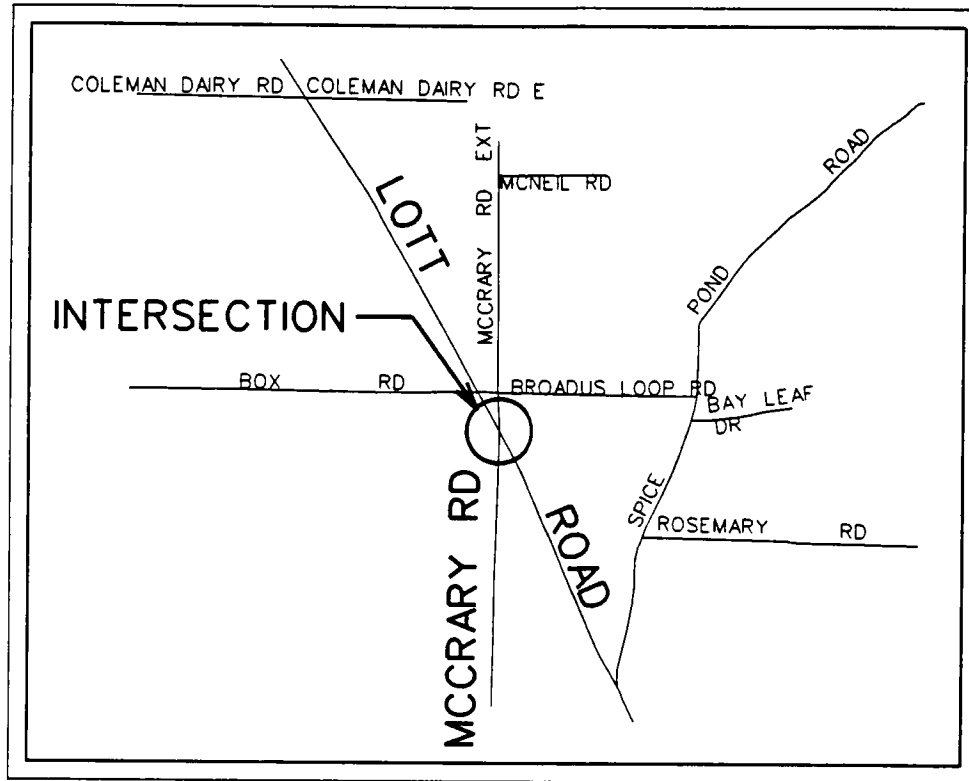 COLEMAN DAIRY RD COLEMAN DAIRY RD E
LOTT
MCCRARY RD EXT
MCNEIL RD
POND ROAD
INTERSECTION
BOX RD
BROADUS LOOP RD
BAY LEAF
DR
SPICE
ROSEMARY RD
MCCRARY RD
ROAD